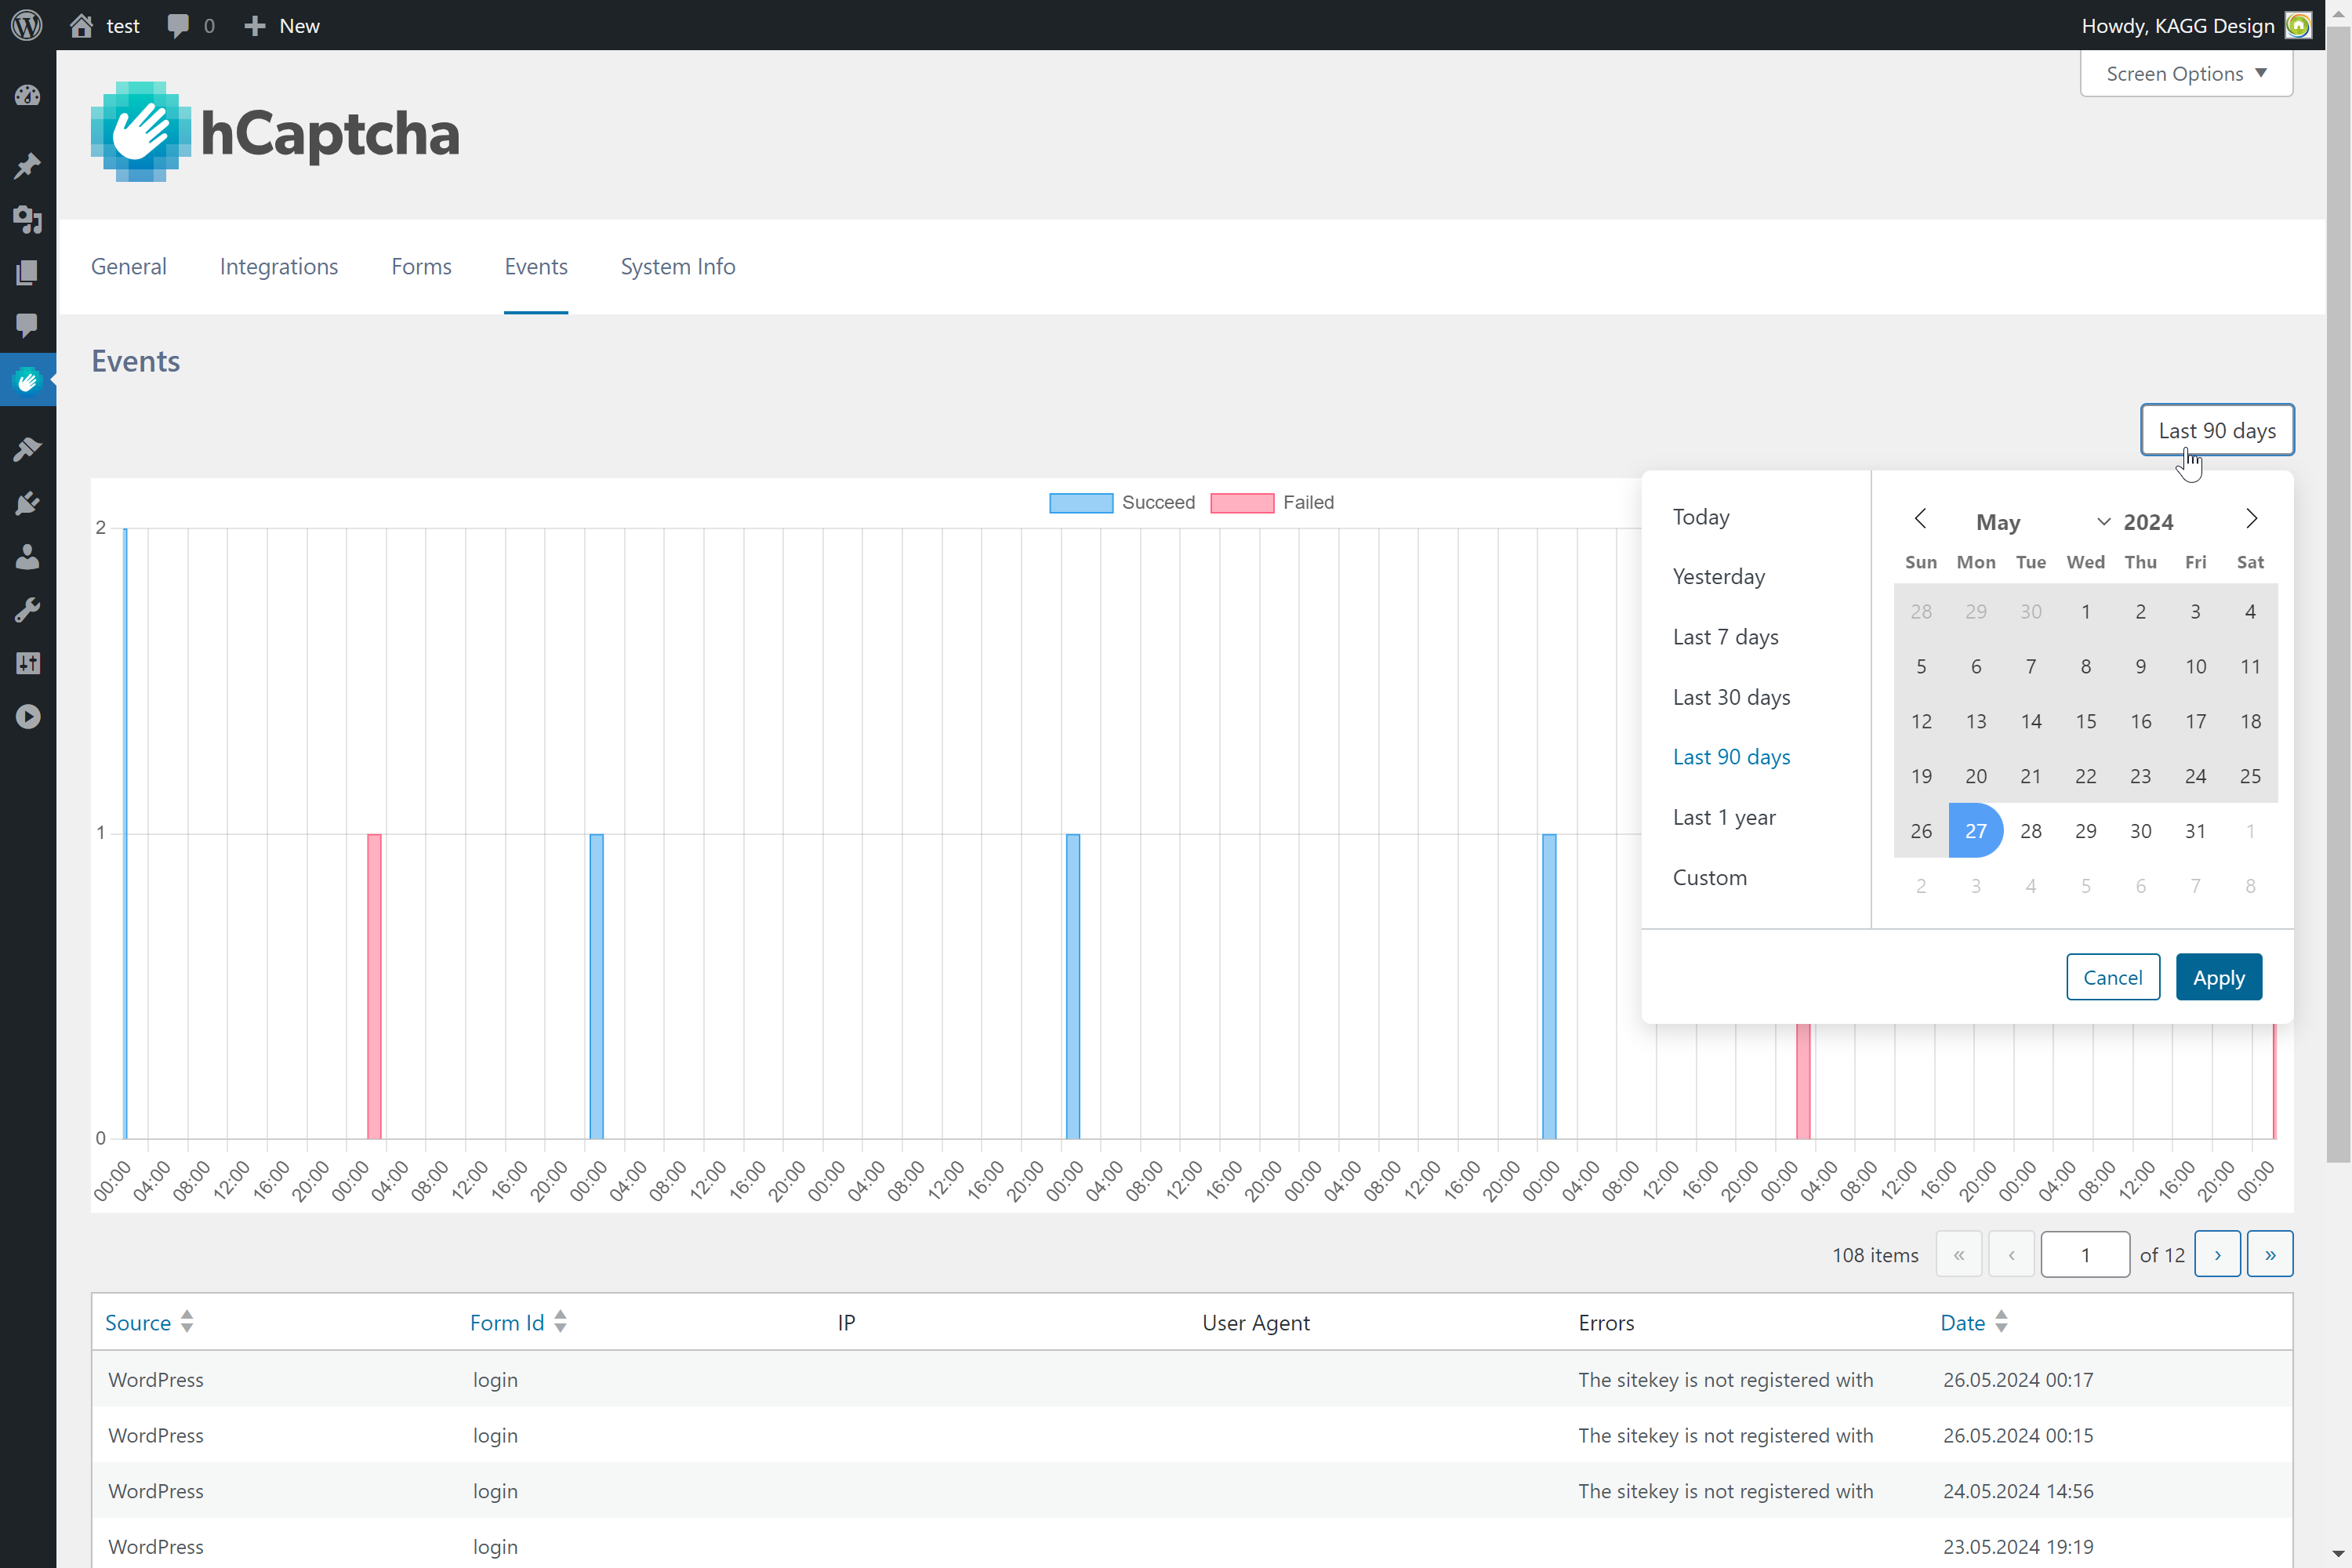 test 0 New Howdy, KAGG Design
Screen Options
hCaptcha
General Integrations Forms Events System Info
Events
Last 90 days
Succeed Failed
2
1
0
00:00 04:00 08:00 12:00 16:00 20:00 00:00 04:00 08:00 12:00 16:00 20:00 00:00 04:00 08:00 12:00 16:00 20:00 00:00 04:00 08:00 12:00 16:00 20:00 00:00 04:00 08:00 12:00 16:00 20:00 00:00 04:00 08:00 12:00 16:00 20:00 00:00 04:00 08:00 12:00 16:00 20:00 00:00 04:00 08:00 12:00 16:00 20:00 00:00 04:00 08:00 12:00 16:00 20:00 00:00
Today
Yesterday
Last 7 days
Last 30 days
Last 90 days
Last 1 year
Custom
May 2024
Sun Mon Tue Wed Thu Fri Sat
28 29 30 1 2 3 4
5 6 7 8 9 10 11
12 13 14 15 16 17 18
19 20 21 22 23 24 25
26 27 28 29 30 31 1
2 3 4 5 6 7 8
Cancel Apply
108 items « ‹ 1 of 12 › »
Source Form Id IP User Agent Errors Date
WordPress login The sitekey is not registered with 26.05.2024 00:17
WordPress login The sitekey is not registered with 26.05.2024 00:15
WordPress login The sitekey is not registered with 24.05.2024 14:56
WordPress login 23.05.2024 19:19